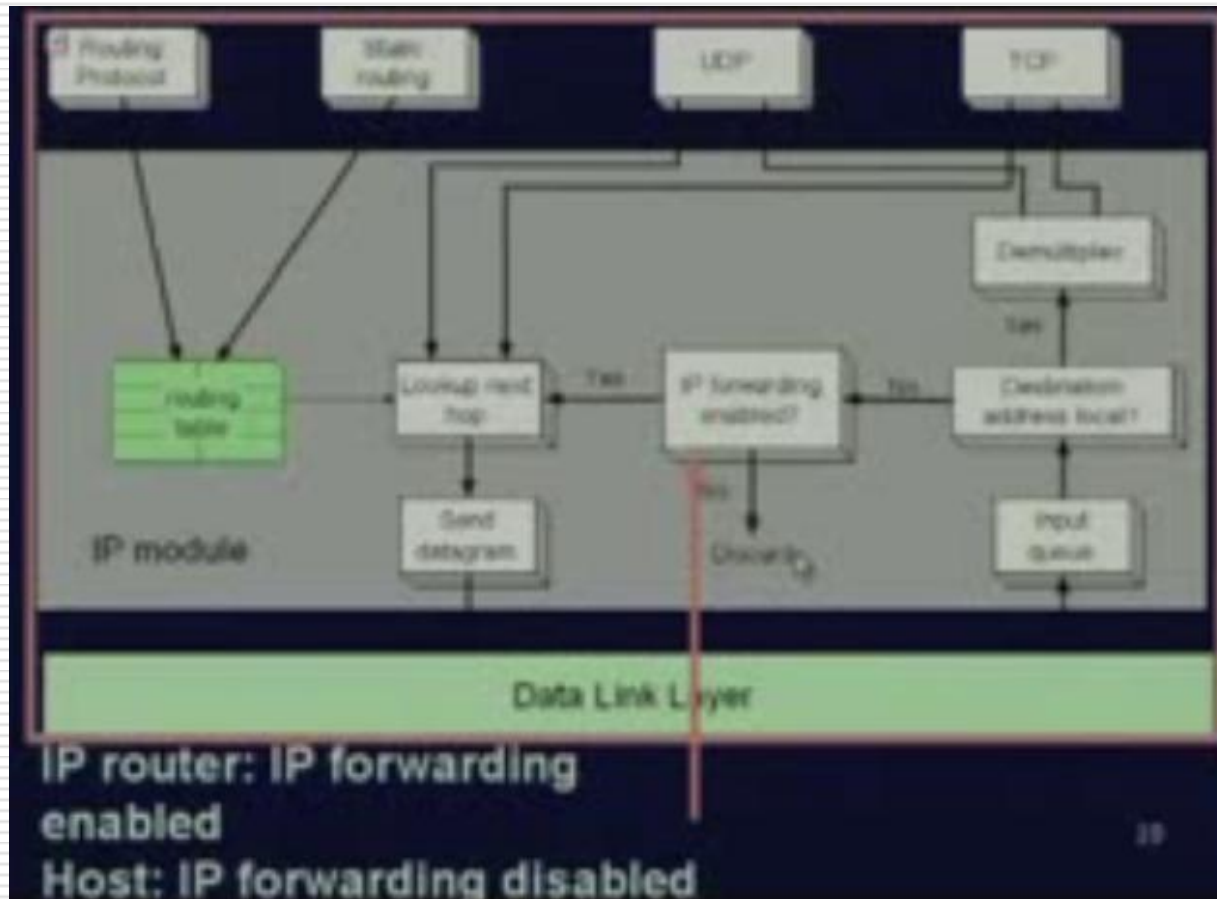 Routing
Protocol
Static
routing
UDP
TCP
Demultiplex
Yes
routing
table
Lookup next
hop
Yes
IP forwarding
enabled?
No
Destination
address local?
No
Send
datagram
Input
queue
IP module
Discard
Data Link Layer
IP router: IP forwarding
enabled
Host: IP forwarding disabled